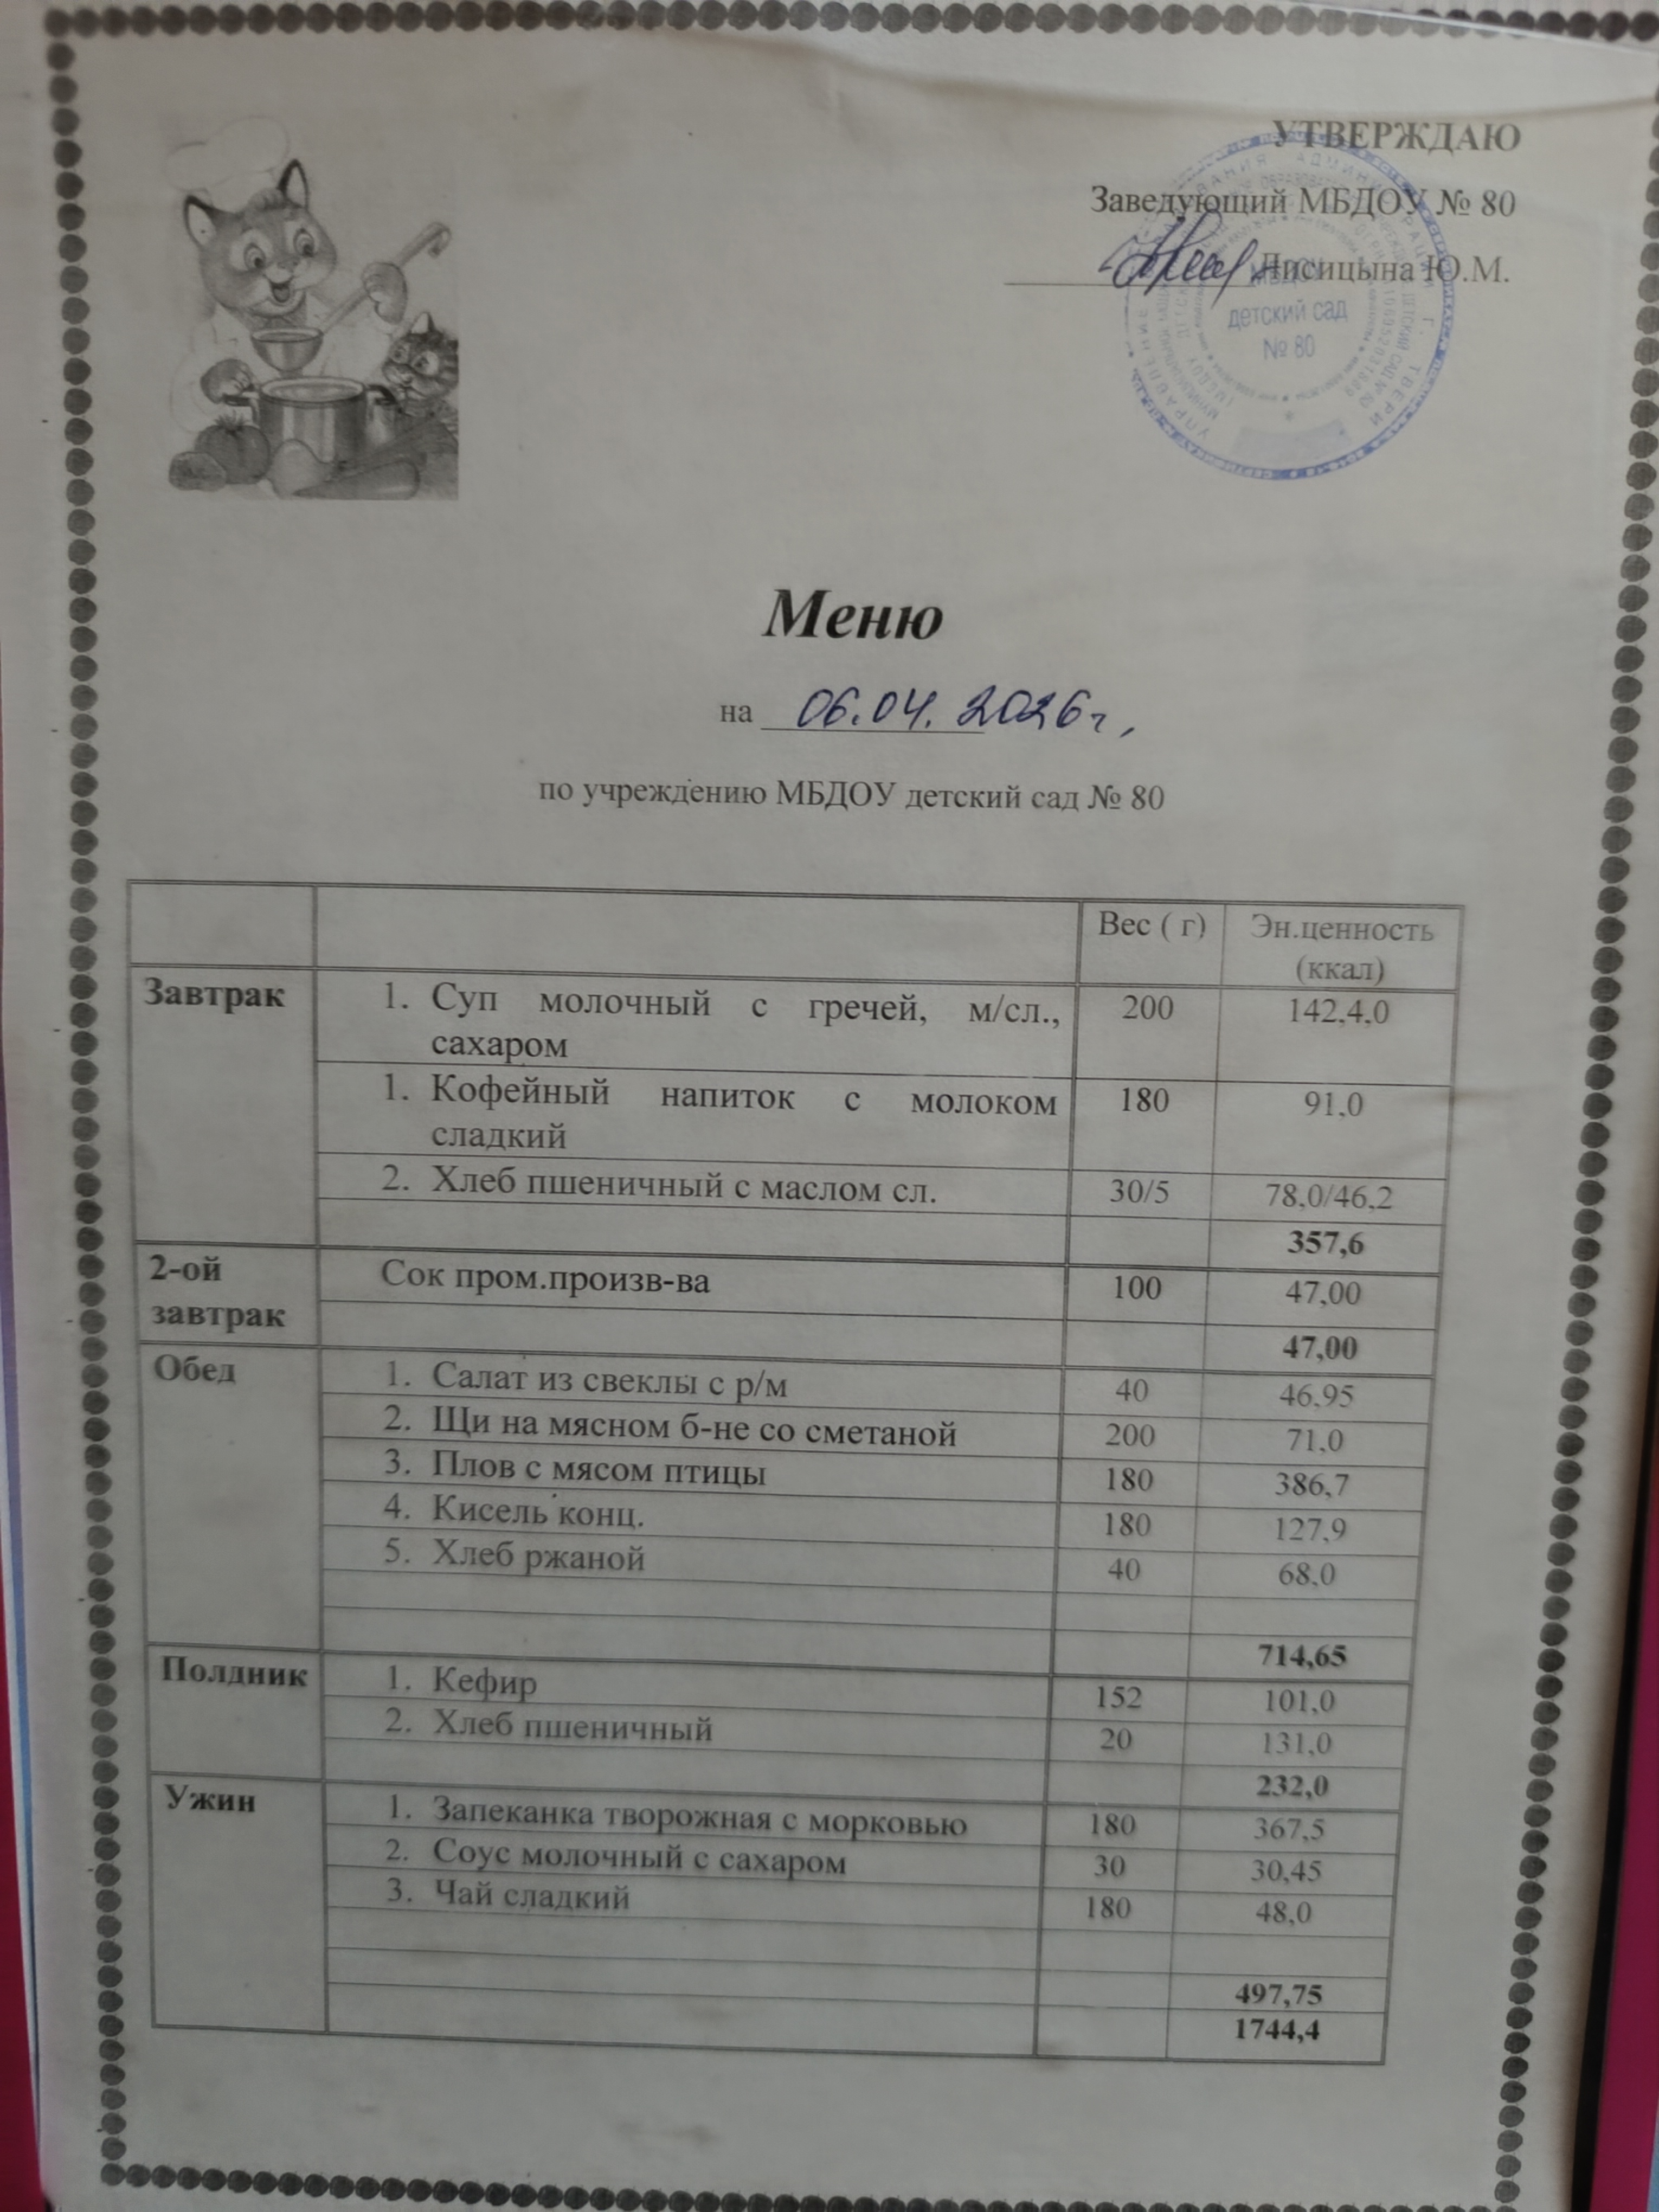 УТВЕРЖДАЮ
Заведующий МБДОУ № 80
Лисицына Ю.М.
МБДОУ
детский сад
№ 80
Меню
на 06.04.2026г,
по учреждению МБДОУ детский сад № 80
Вес ( г) Эн.ценность
(ккал)
Завтрак 1. Суп молочный с гречей, м/сл., 200 142,4,0
сахаром
1. Кофейный напиток с молоком 180 91,0
сладкий
2. Хлеб пшеничный с маслом сл. 30/5 78,0/46,2
357,6
2-ой Сок пром.произв-ва 100 47,00
завтрак 47,00
Обед 1. Салат из свеклы с р/м 40 46,95
2. Щи на мясном б-не со сметаной 200 71,0
3. Плов с мясом птицы 180 386,7
4. Кисель конц. 180 127,9
5. Хлеб ржаной 40 68,0
714,65
Полдник 1. Кефир 152 101,0
2. Хлеб пшеничный 20 131,0
232,0
Ужин 1. Запеканка творожная с морковью 180 367,5
2. Соус молочный с сахаром 30 30,45
3. Чай сладкий 180 48,0
497,75
1744,4